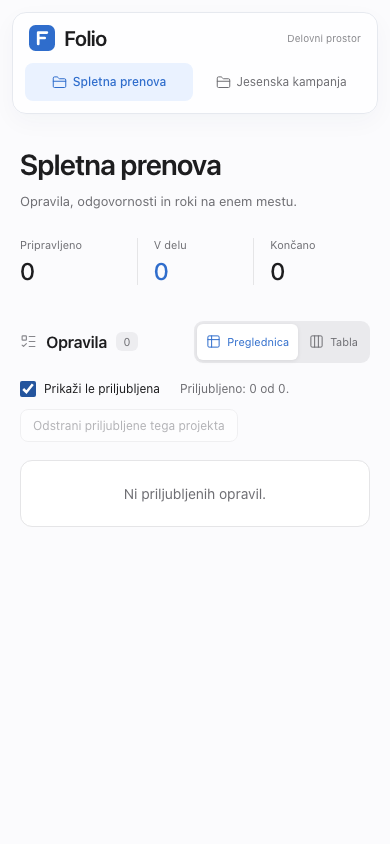 Folio
Delovni prostor
Spletna prenova
Jesenska kampanja
Spletna prenova
Opravila, odgovornosti in roki na enem mestu.
Pripravljeno
V delu
Končano
0
0
0
Opravila 0
Preglednica
Tabla
Prikaži le priljubljena
Priljubljeno: 0 od 0.
Odstrani priljubljene tega projekta
Ni priljubljenih opravil.